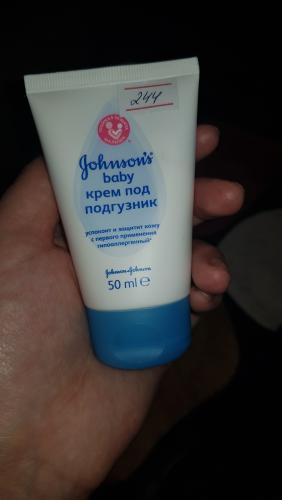 244
Johnson's
baby
крем под
подгузник
успокоит и защитит кожу
с первого применения
гипоаллергенный*
Johnson & Johnson
50 ml e